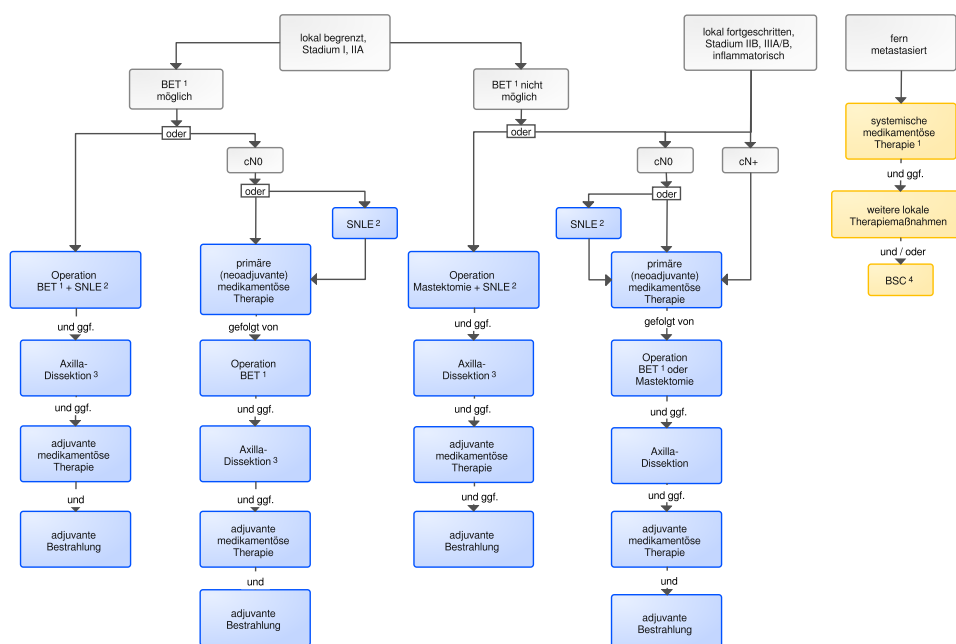 lokal begrenzt,
Stadium I, IIA
lokal fortgeschritten,
Stadium IIB, IIIA/B,
inflammatorisch
fern
metastasiert
BET 1
möglich
BET 1 nicht
möglich
oder
oder
cN0
cN0
cN+
oder
oder
SNLE 2
SNLE 2
systemische
medikamentöse
Therapie 1
und ggf.
weitere lokale
Therapiemaßnahmen
und / oder
BSC 4
Operation
BET 1 + SNLE 2
und ggf.
Axilla-
Dissektion 3
und ggf.
adjuvante
medikamentöse
Therapie
und
adjuvante
Bestrahlung
primäre
(neoadjuvante)
medikamentöse
Therapie
gefolgt von
Operation
BET 1
und ggf.
Axilla-
Dissektion 3
und ggf.
adjuvante
medikamentöse
Therapie
und
adjuvante
Bestrahlung
Operation
Mastektomie + SNLE 2
und ggf.
Axilla-
Dissektion 3
und ggf.
adjuvante
medikamentöse
Therapie
und ggf.
adjuvante
Bestrahlung
primäre
(neoadjuvante)
medikamentöse
Therapie
gefolgt von
Operation
BET 1 oder
Mastektomie
und ggf.
Axilla-
Dissektion
und ggf.
adjuvante
medikamentöse
Therapie
und
adjuvante
Bestrahlung